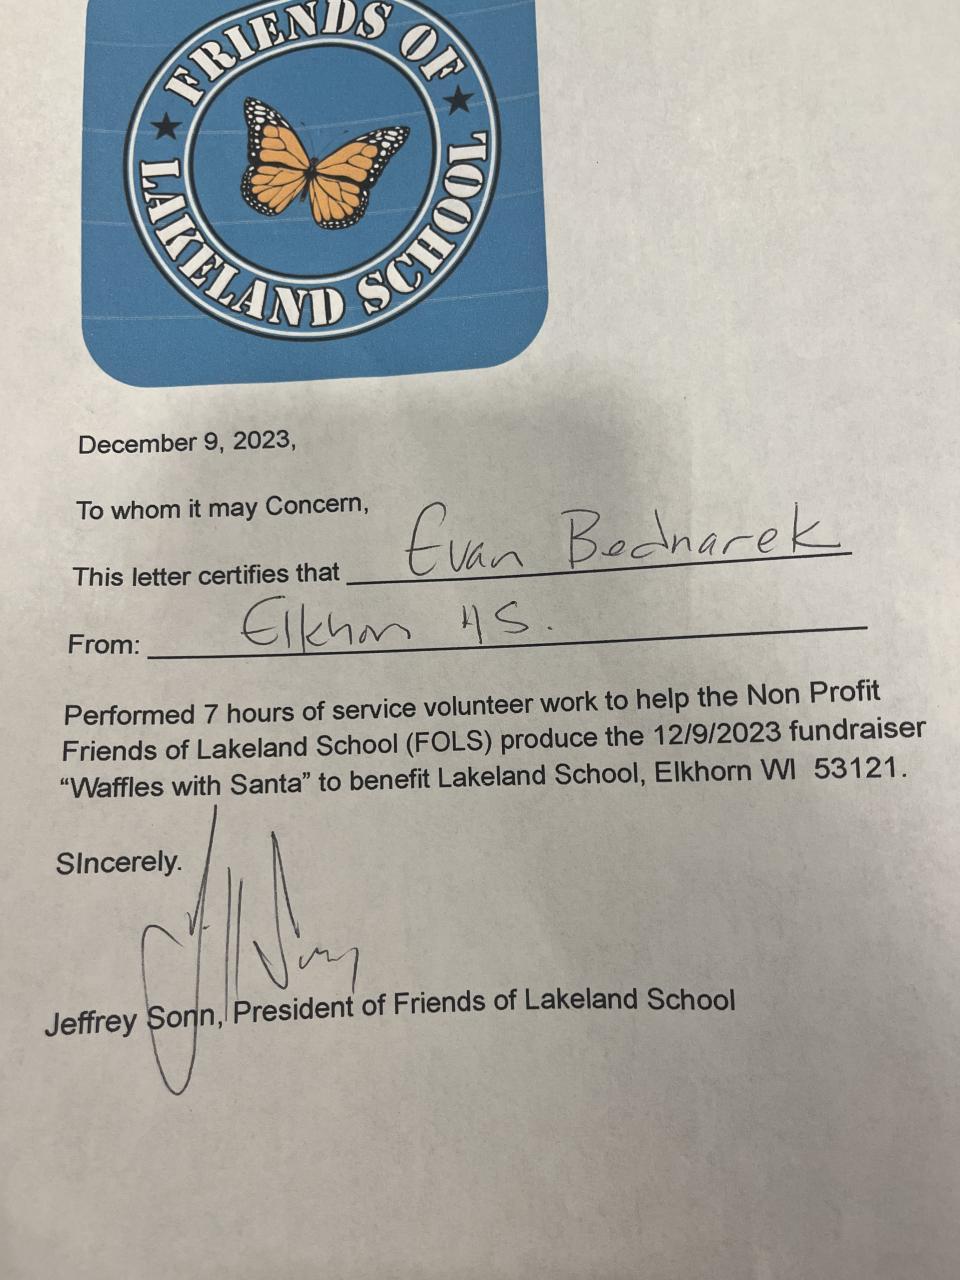 FRIENDS OF
LAKELAND SCHOOL
December 9, 2023,
To whom it may Concern,
This letter certifies that Evan Bednarek
From: Elkhorn HS.
Performed 7 hours of service volunteer work to help the Non Profit
Friends of Lakeland School (FOLS) produce the 12/9/2023 fundraiser
“Waffles with Santa” to benefit Lakeland School, Elkhorn WI 53121.
SIncerely.
Jeffrey Sonn, President of Friends of Lakeland School